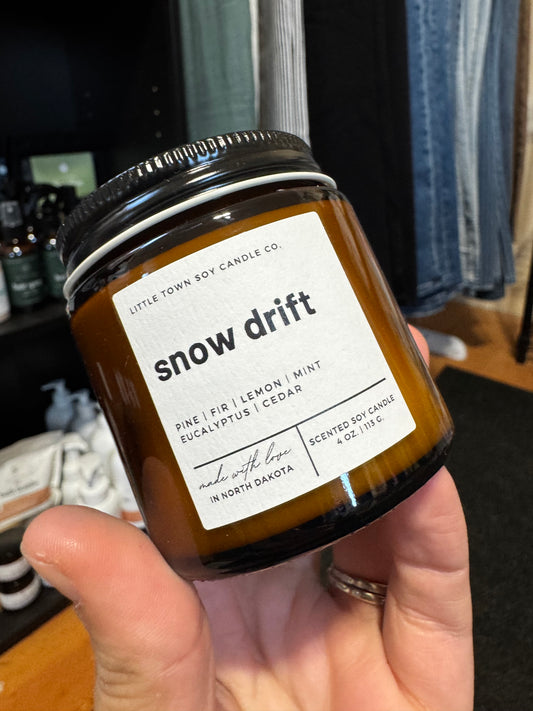 LITTLE TOWN SOY CANDLE CO.
snow drift
PINE | FIR | LEMON | MINT
EUCALYPTUS | CEDAR
made with love
IN NORTH DAKOTA
SCENTED SOY CANDLE
4 OZ. | 113 G.